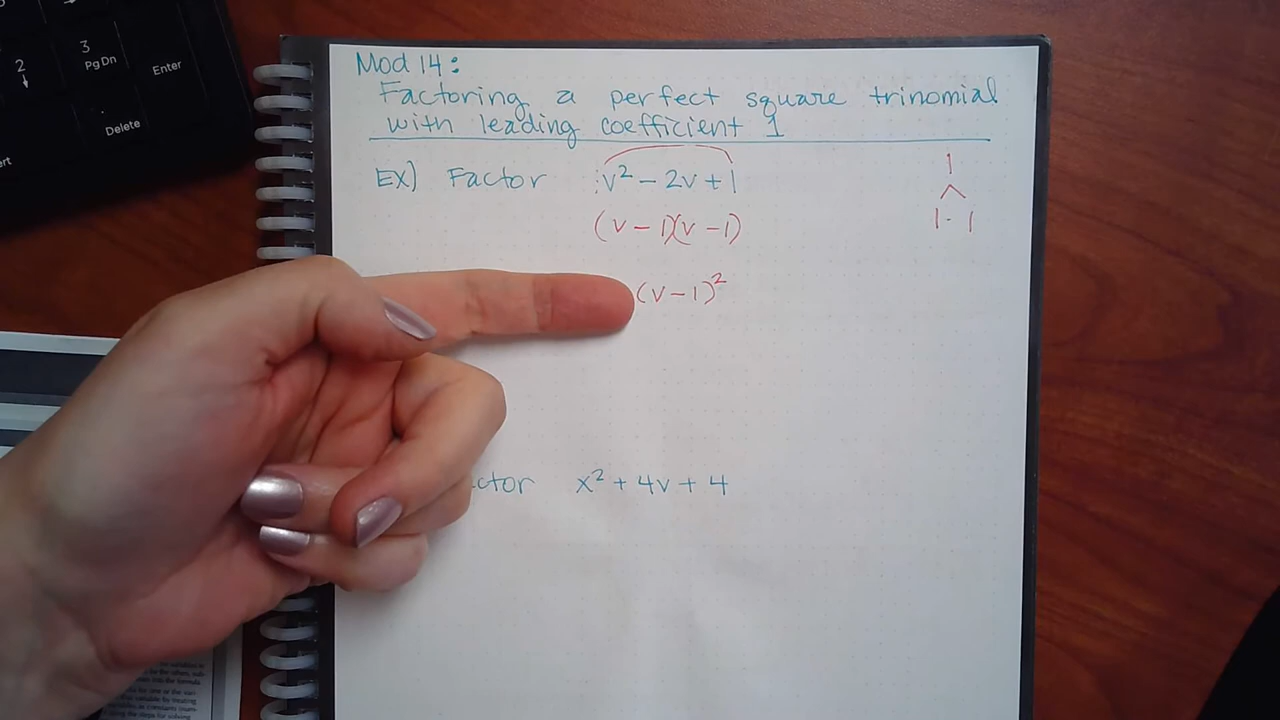 3
PgDn
2
Enter
Delete
Mod 14:
Factoring a perfect square trinomial
with leading coefficient 1
EX) Factor v² - 2v + 1
1
1 · 1
(v - 1)(v - 1)
(v - 1)²
ctor x² + 4v + 4